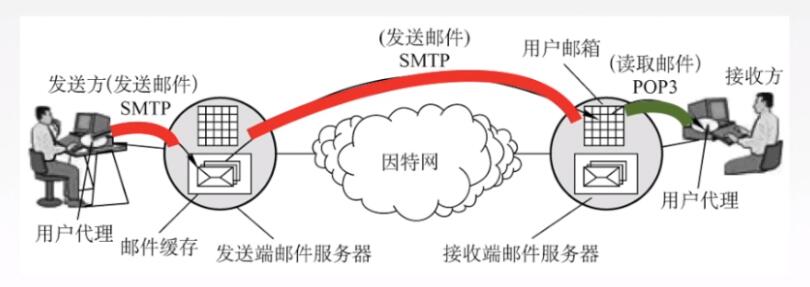 (发送邮件)
SMTP
用户邮箱
(读取邮件)
POP3
接收方
发送方(发送邮件)
SMTP
因特网
用户代理
用户代理
邮件缓存
发送端邮件服务器
接收端邮件服务器